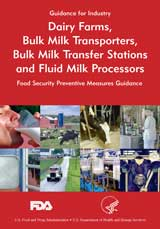 Guidance for Industry
Dairy Farms,
Bulk Milk Transporters,
Bulk Milk Transfer Stations
and Fluid Milk Processors
Food Security Preventive Measures Guidance
FDA
U.S. Food and Drug Administration • U.S. Department of Health and Human Services